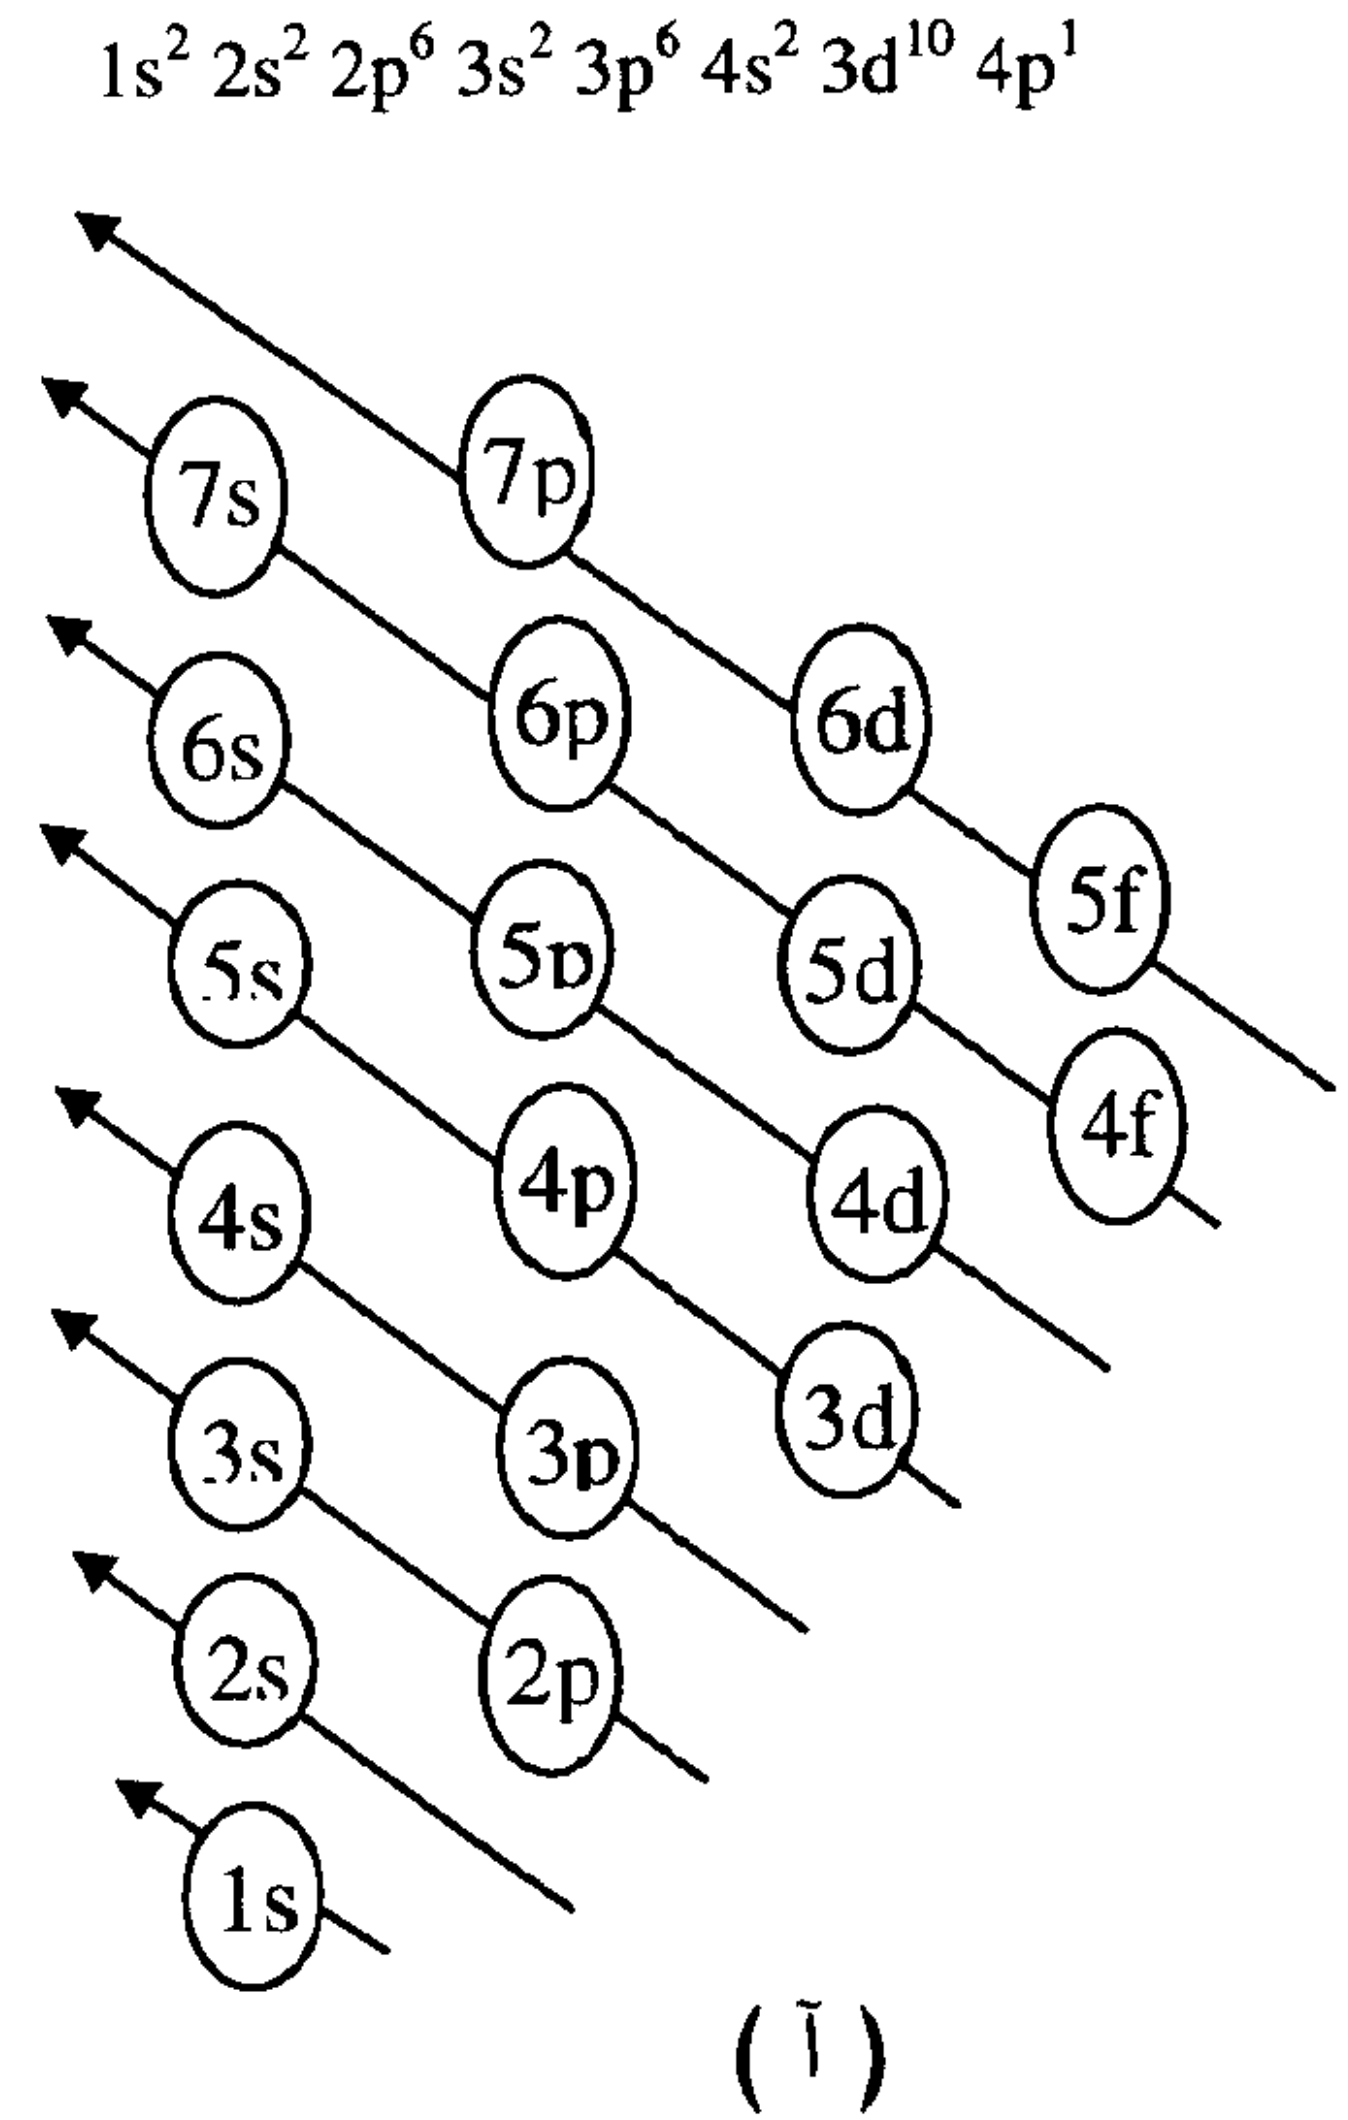 1s² 2s² 2p⁶ 3s² 3p⁶ 4s² 3d¹⁰ 4p¹
7s 7p
6s 6p 6d
5s 5p 5d 5f
4s 4p 4d 4f
3s 3p 3d
2s 2p
1s
( آ )